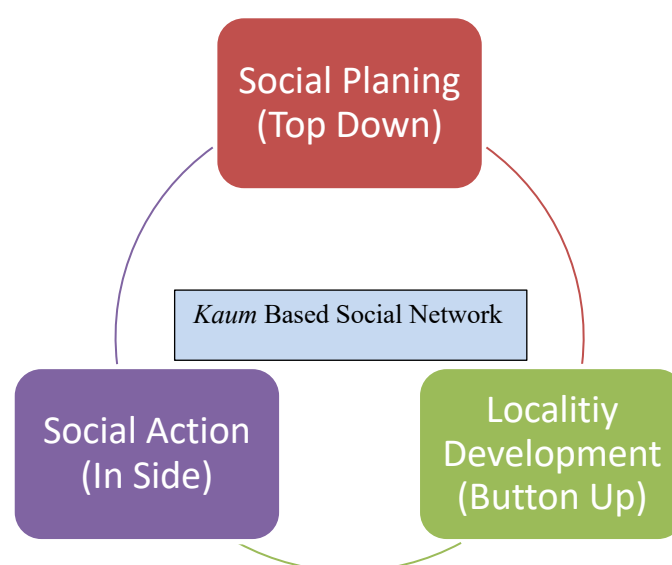 Social Planing
(Top Down)
Kaum Based Social Network
Social Action
(In Side)
Localitiy
Development
(Button Up)